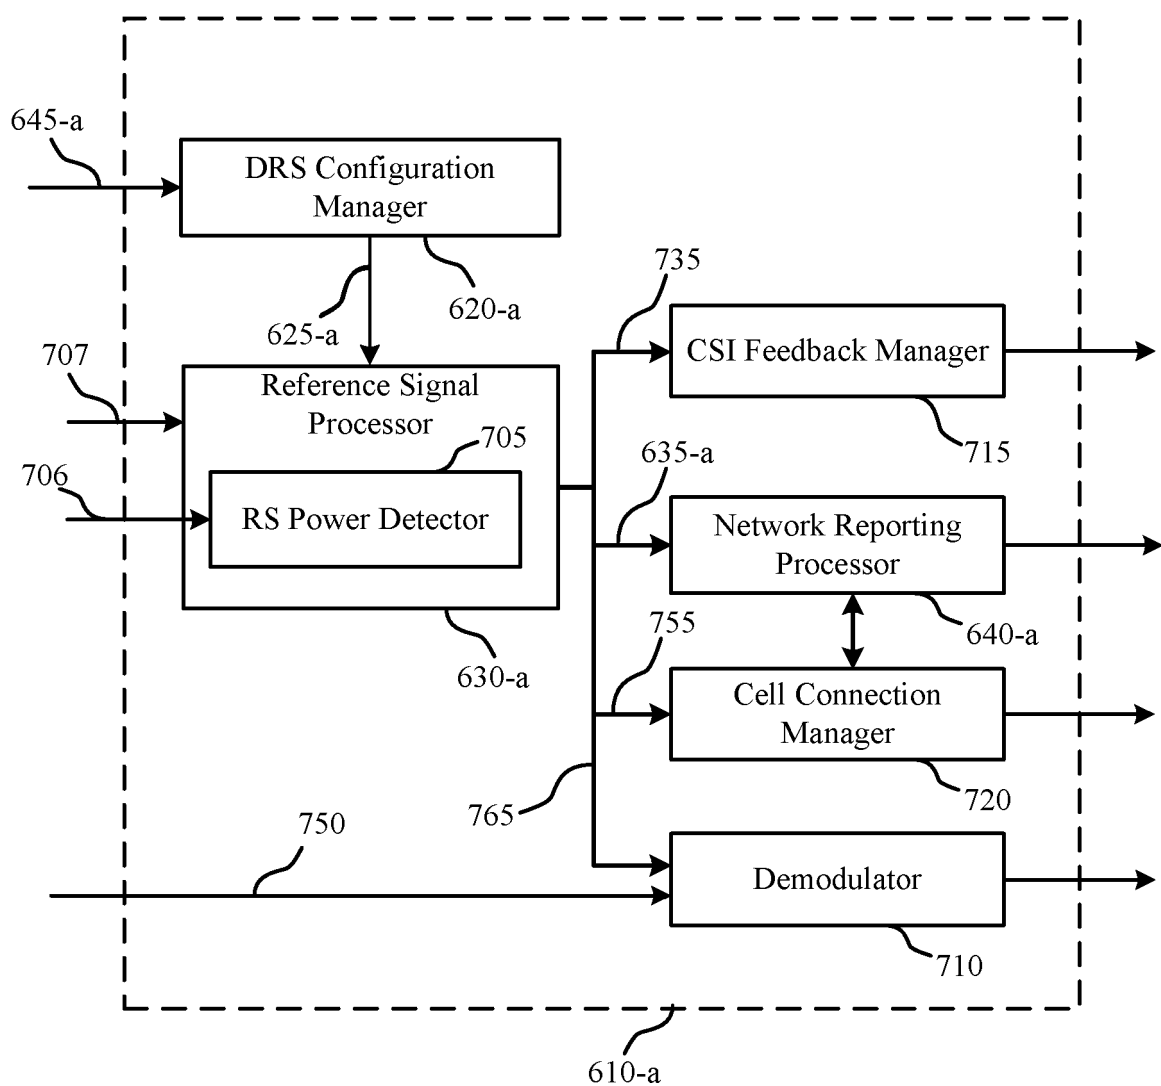 645-a
DRS Configuration
Manager
625-a
620-a
735
CSI Feedback Manager
715
707
Reference Signal
Processor
705
706
RS Power Detector
635-a
Network Reporting
Processor
640-a
630-a
755
Cell Connection
Manager
720
765
750
Demodulator
710
610-a